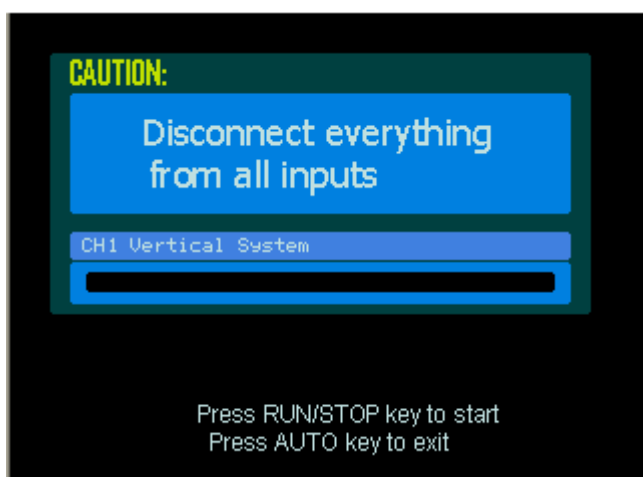 CAUTION:
Disconnect everything
from all inputs
CH1 Vertical System
Press RUN/STOP key to start
Press AUTO key to exit